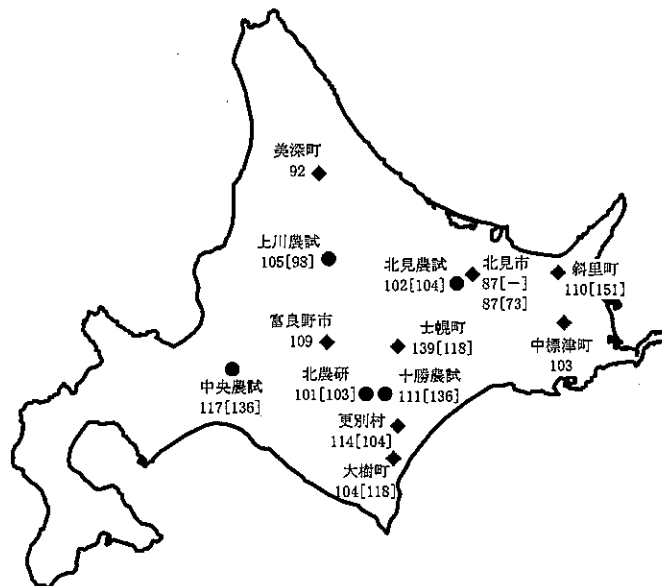 美深町
92
上川農試
105[93]
北見農試
102[104]
北見市
87[-]
87[73]
斜里町
110[151]
富良野市
109
士幌町
139[118]
中標津町
103
中央農試
117[136]
北農研
101[103]
十勝農試
111[136]
更別村
114[104]
大樹町
104[118]